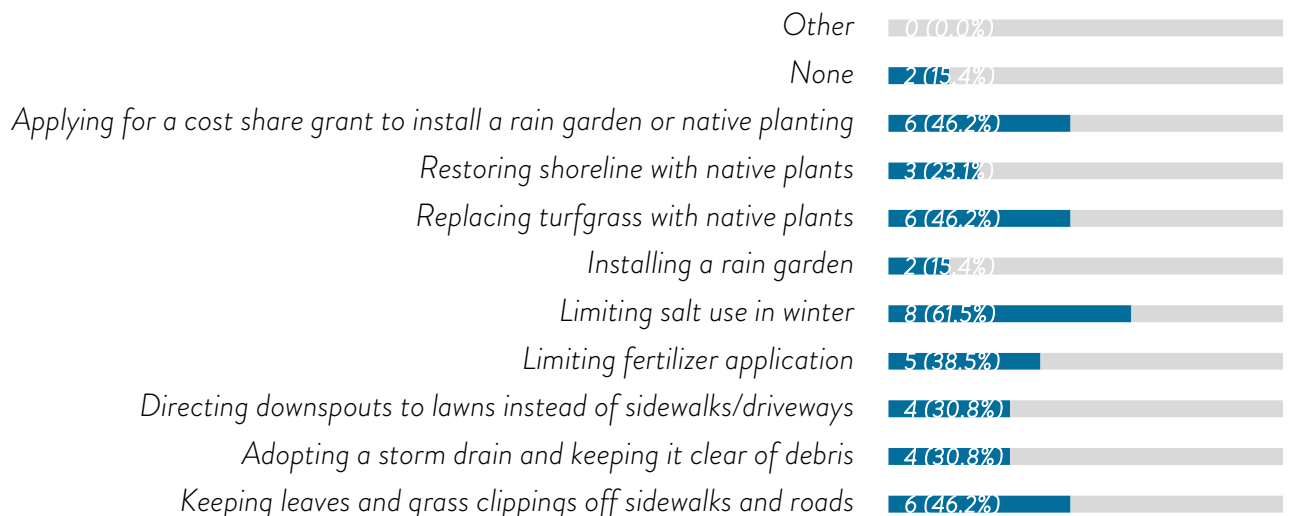 Other 0 (0.0%)
None 2 (15.4%)
Applying for a cost share grant to install a rain garden or native planting 6 (46.2%)
Restoring shoreline with native plants 3 (23.1%)
Replacing turfgrass with native plants 6 (46.2%)
Installing a rain garden 2 (15.4%)
Limiting salt use in winter 8 (61.5%)
Limiting fertilizer application 5 (38.5%)
Directing downspouts to lawns instead of sidewalks/driveways 4 (30.8%)
Adopting a storm drain and keeping it clear of debris 4 (30.8%)
Keeping leaves and grass clippings off sidewalks and roads 6 (46.2%)